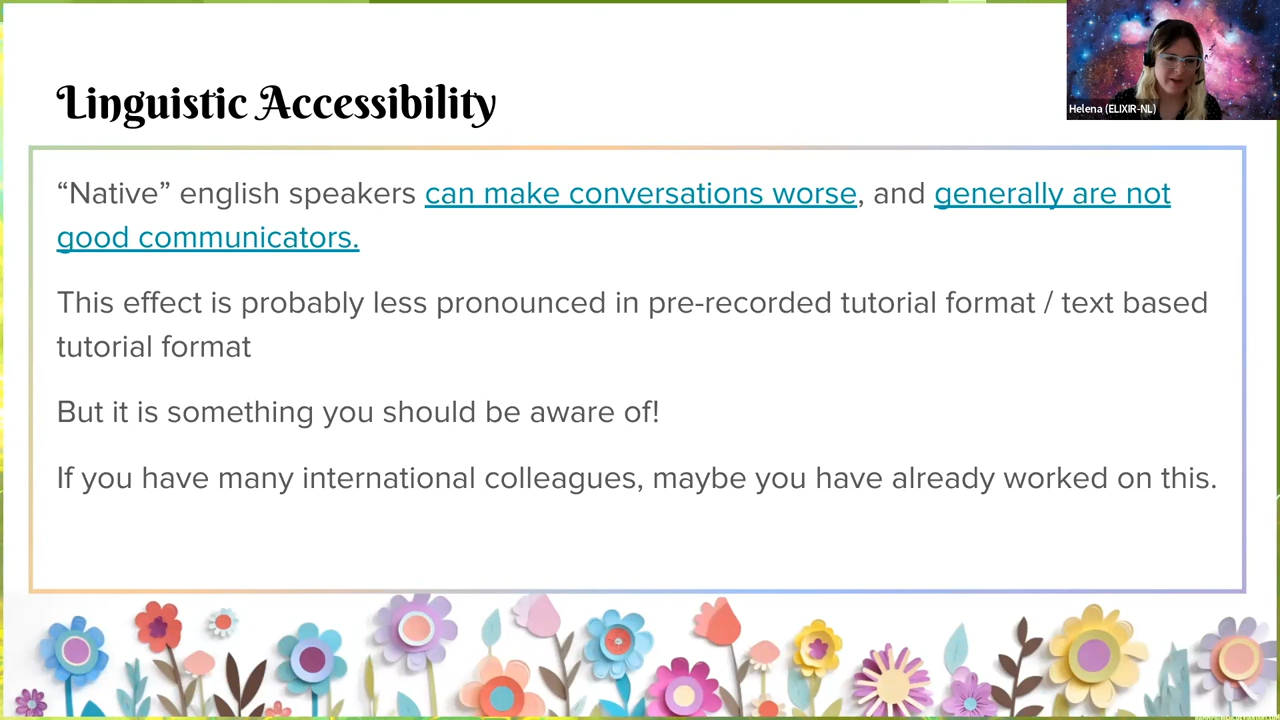 Linguistic Accessibility
Helena (ELIXIR-NL)
“Native” english speakers can make conversations worse, and generally are not
good communicators.
This effect is probably less pronounced in pre-recorded tutorial format / text based
tutorial format
But it is something you should be aware of!
If you have many international colleagues, maybe you have already worked on this.